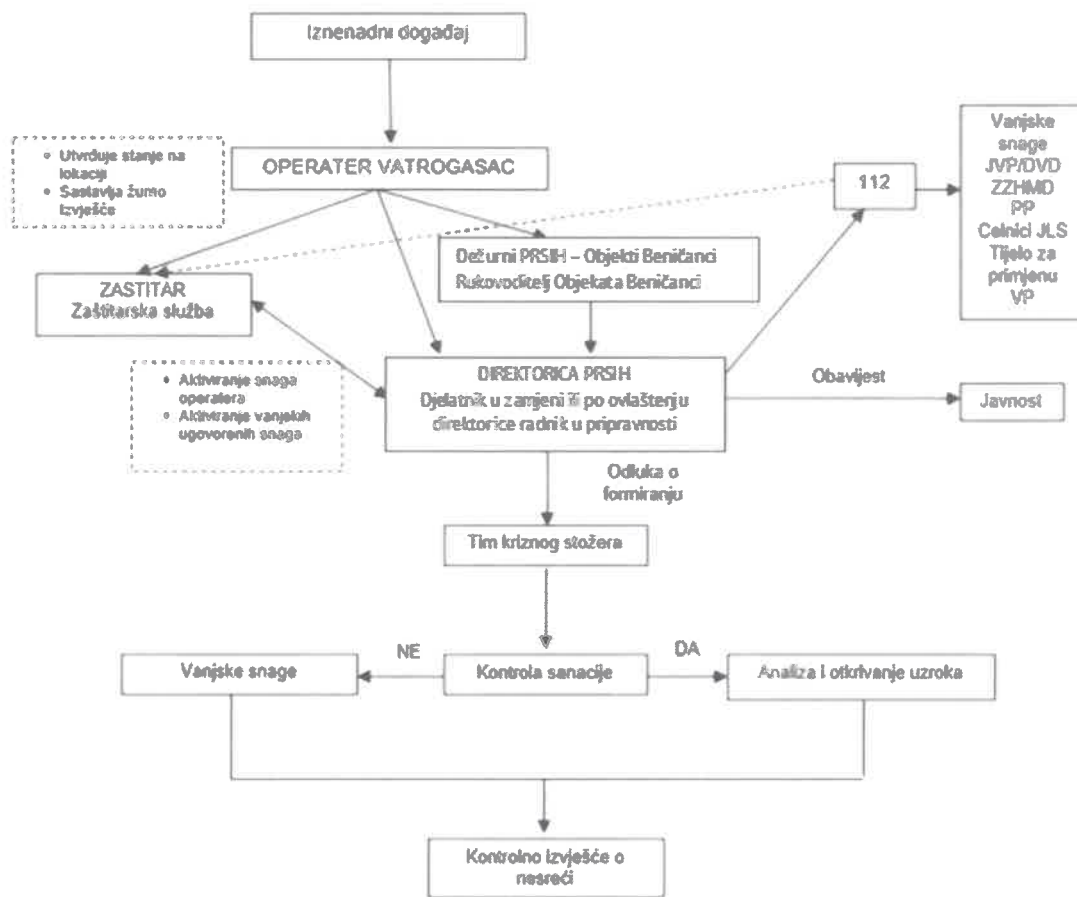 Iznenadni događaj
Utvrđuje stanje na
lokaciji
Sastavlja žurno
Izvješće
OPERATER VATROGASAC
112
Vanjske
snage
JVP/DVD
ZZHMD
PP
Čelnici JLS
Tijelo za
primjenu
VP
Dežurni PRSIH – Objekti Beničanci
Rukovoditelj Objekata Beničanci
ZAŠTITAR
Zaštitarska služba
Aktiviranje snaga
operatera
Aktiviranje vanjskih
ugovorenih snaga
DIREKTORICA PRSIH
Djelatnik u zamjeni ili po ovlaštenju
direktorice radnik u pripravnosti
Obavijest
Javnost
Odluka o
formiranju
Tim kriznog stožera
NE
DA
Vanjske snage
Kontrola sanacije
Analiza i otkrivanje uzroka
Kontrolno izvješće o
nesreći